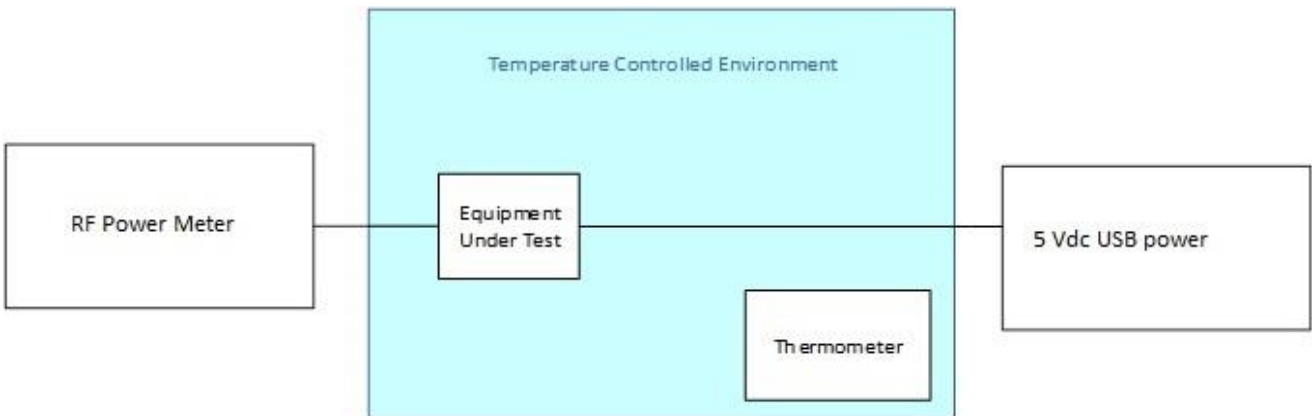 Temperature Controlled Environment
RF Power Meter
Equipment
Under Test
5 Vdc USB power
Thermometer